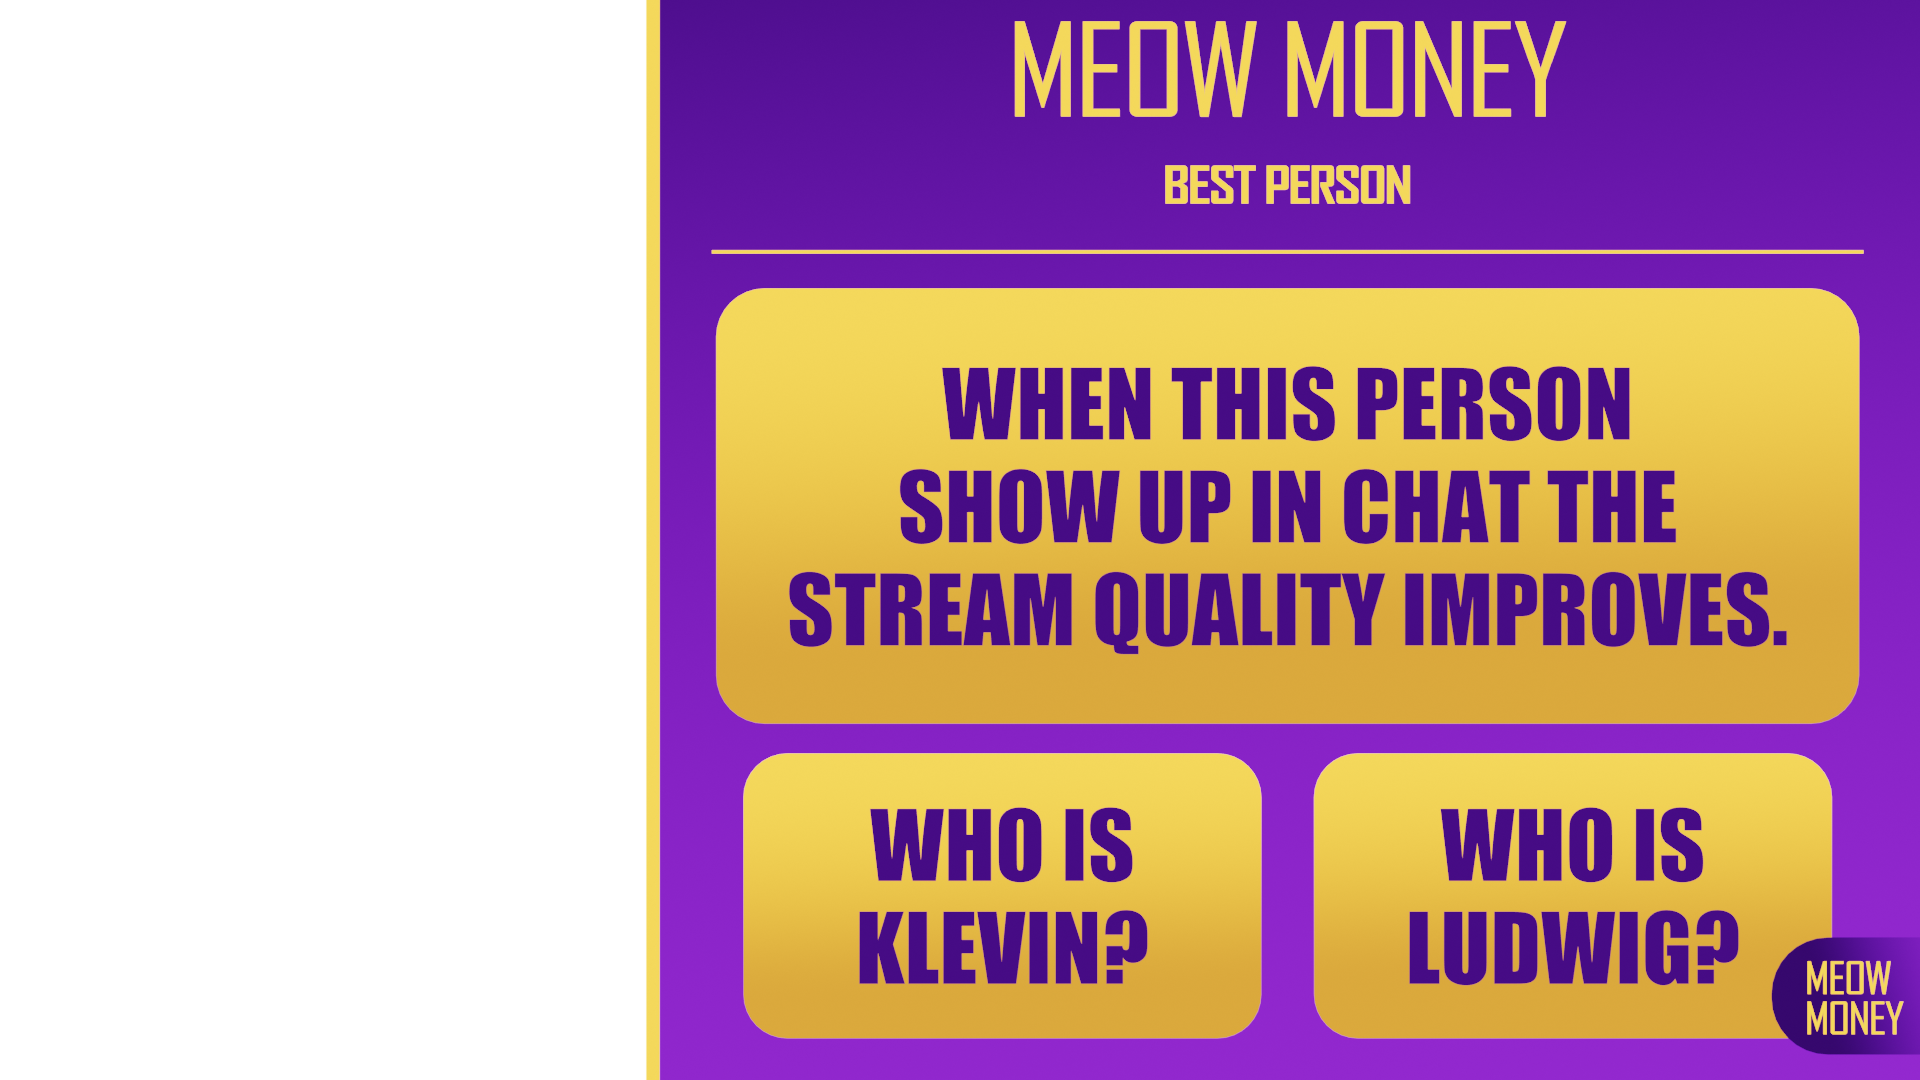 MEOW MONEY
BEST PERSON
WHEN THIS PERSON
SHOW UP IN CHAT THE
STREAM QUALITY IMPROVES.
WHO IS
KLEVIN?
WHO IS
LUDWIG?
MEOW
MONEY